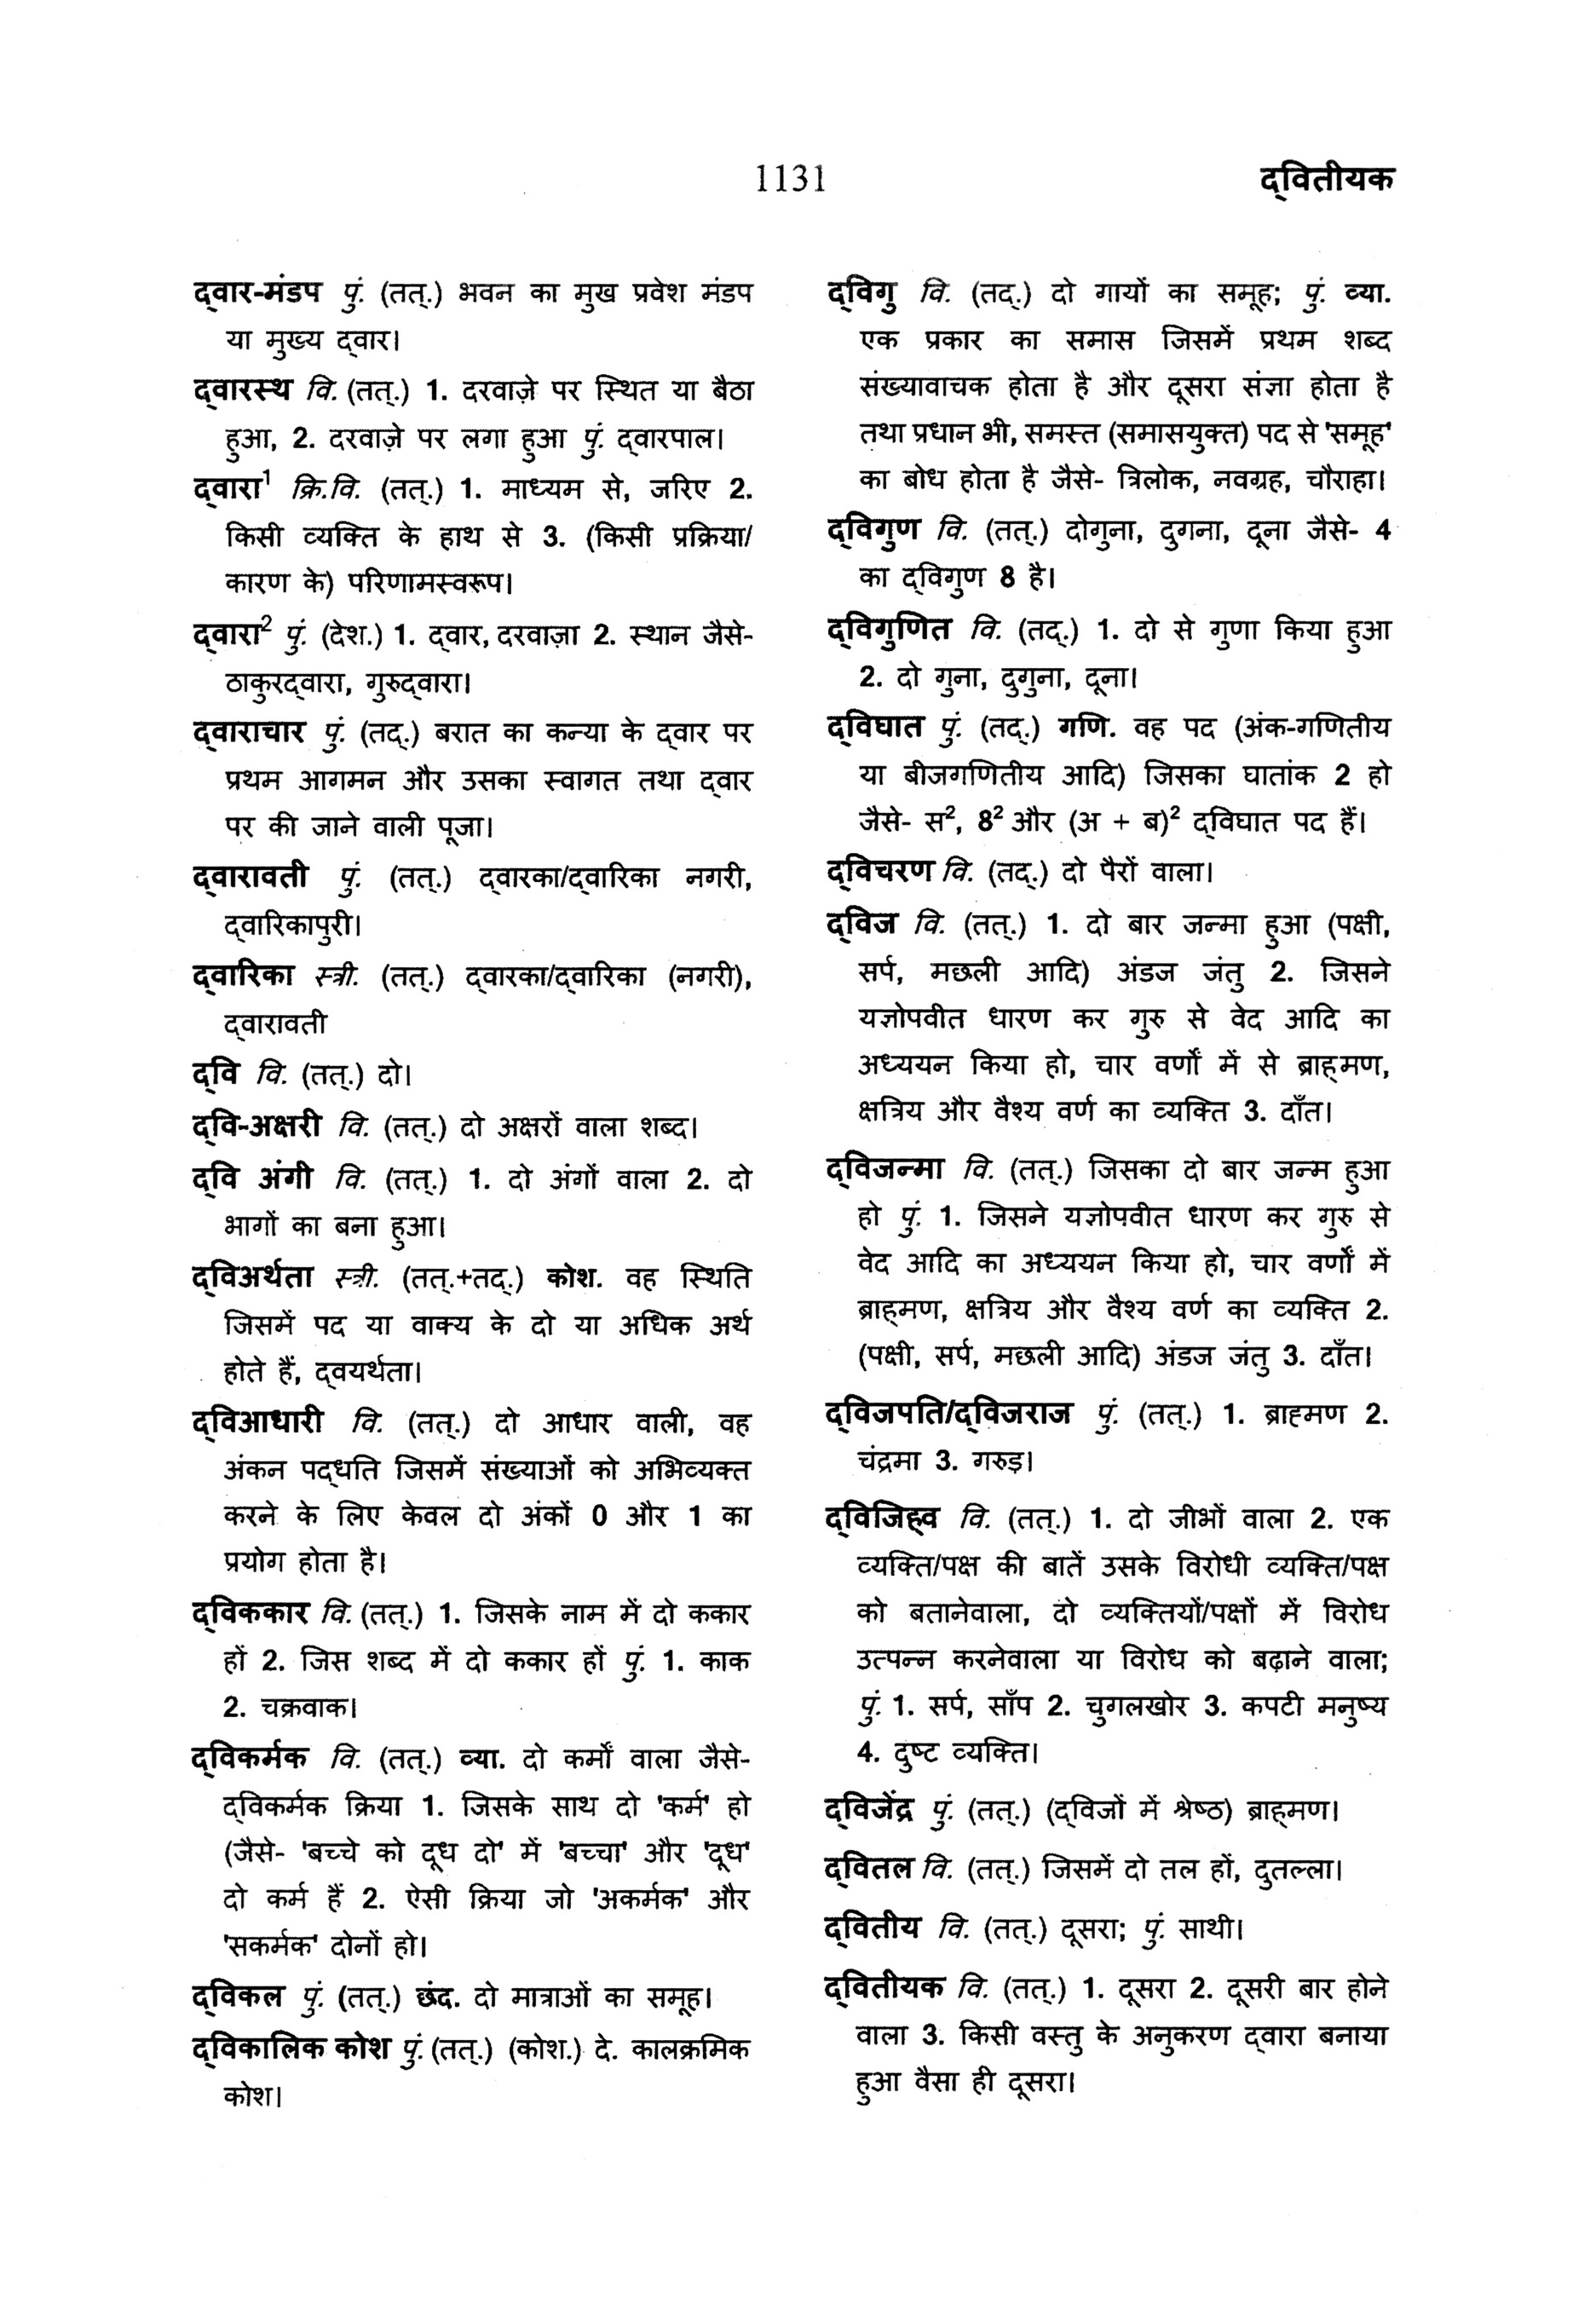 1131
द्वितीयक
द्वार-मंडप पुं. (तत्.) भवन का मुख प्रवेश मंडप
या मुख्य द्वार।
द्वारस्थ वि. (तत्.) 1. दरवाज़े पर स्थित या बैठा
हुआ, 2. दरवाज़े पर लगा हुआ पुं. द्वारपाल।
द्वारा¹ क्रि.वि. (तत्.) 1. माध्यम से, जरिए 2.
किसी व्यक्ति के हाथ से 3. (किसी प्रक्रिया/
कारण के) परिणामस्वरूप।
द्वारा² पुं. (देश.) 1. द्वार, दरवाज़ा 2. स्थान जैसे-
ठाकुरद्वारा, गुरुद्वारा।
द्वाराचार पुं. (तद्.) बरात का कन्या के द्वार पर
प्रथम आगमन और उसका स्वागत तथा द्वार
पर की जाने वाली पूजा।
द्वारावती पुं. (तत्.) द्वारका/द्वारिका नगरी,
द्वारिकापुरी।
द्वारिका स्त्री. (तत्.) द्वारका/द्वारिका (नगरी),
द्वारावती
द्वि वि. (तत्.) दो।
द्वि-अक्षरी वि. (तत्.) दो अक्षरों वाला शब्द।
द्वि अंगी वि. (तत्.) 1. दो अंगों वाला 2. दो
भागों का बना हुआ।
द्विअर्थता स्त्री. (तत्.+तद्.) कोश. वह स्थिति
जिसमें पद या वाक्य के दो या अधिक अर्थ
होते हैं, द्वयर्थता।
द्विआधारी वि. (तत्.) दो आधार वाली, वह
अंकन पद्धति जिसमें संख्याओं को अभिव्यक्त
करने के लिए केवल दो अंकों 0 और 1 का
प्रयोग होता है।
द्विककार वि. (तत्.) 1. जिसके नाम में दो ककार
हों 2. जिस शब्द में दो ककार हों पुं. 1. काक
2. चक्रवाक।
द्विकर्मक वि. (तत्.) व्या. दो कर्मों वाला जैसे-
द्विकर्मक क्रिया 1. जिसके साथ दो 'कर्म' हो
(जैसे- 'बच्चे को दूध दो' में 'बच्चा' और 'दूध'
दो कर्म हैं 2. ऐसी क्रिया जो 'अकर्मक' और
'सकर्मक' दोनों हो।
द्विकल पुं. (तत्.) छंद. दो मात्राओं का समूह।
द्विकालिक कोश पुं. (तत्.) (कोश.) दे. कालक्रमिक
कोश।
द्विगु वि. (तद्.) दो गायों का समूह; पुं. व्या.
एक प्रकार का समास जिसमें प्रथम शब्द
संख्यावाचक होता है और दूसरा संज्ञा होता है
तथा प्रधान भी, समस्त (समासयुक्त) पद से 'समूह'
का बोध होता है जैसे- त्रिलोक, नवग्रह, चौराहा।
द्विगुण वि. (तत्.) दोगुना, दुगना, दूना जैसे- 4
का द्विगुण 8 है।
द्विगुणित वि. (तद्.) 1. दो से गुणा किया हुआ
2. दो गुना, दुगुना, दूना।
द्विघात पुं. (तद्.) गणि. वह पद (अंक-गणितीय
या बीजगणितीय आदि) जिसका घातांक 2 हो
जैसे- स², 8² और (अ + ब)² द्विघात पद हैं।
द्विचरण वि. (तद्.) दो पैरों वाला।
द्विज वि. (तत्.) 1. दो बार जन्मा हुआ (पक्षी,
सर्प, मछली आदि) अंडज जंतु 2. जिसने
यज्ञोपवीत धारण कर गुरु से वेद आदि का
अध्ययन किया हो, चार वर्णों में से ब्राह्मण,
क्षत्रिय और वैश्य वर्ण का व्यक्ति 3. दाँत।
द्विजन्मा वि. (तत्.) जिसका दो बार जन्म हुआ
हो पुं. 1. जिसने यज्ञोपवीत धारण कर गुरु से
वेद आदि का अध्ययन किया हो, चार वर्णों में
ब्राह्मण, क्षत्रिय और वैश्य वर्ण का व्यक्ति 2.
(पक्षी, सर्प, मछली आदि) अंडज जंतु 3. दाँत।
द्विजपति/द्विजराज पुं. (तत्.) 1. ब्राह्मण 2.
चंद्रमा 3. गरुड़।
द्विजिह्व वि. (तत्.) 1. दो जीभों वाला 2. एक
व्यक्ति/पक्ष की बातें उसके विरोधी व्यक्ति/पक्ष
को बतानेवाला, दो व्यक्तियों/पक्षों में विरोध
उत्पन्न करनेवाला या विरोध को बढ़ाने वाला;
पुं. 1. सर्प, साँप 2. चुगलखोर 3. कपटी मनुष्य
4. दुष्ट व्यक्ति।
द्विजेंद्र पुं. (तत्.) (द्विजों में श्रेष्ठ) ब्राह्मण।
द्वितल वि. (तत्.) जिसमें दो तल हों, दुतल्ला।
द्वितीय वि. (तत्.) दूसरा; पुं. साथी।
द्वितीयक वि. (तत्.) 1. दूसरा 2. दूसरी बार होने
वाला 3. किसी वस्तु के अनुकरण द्वारा बनाया
हुआ वैसा ही दूसरा।